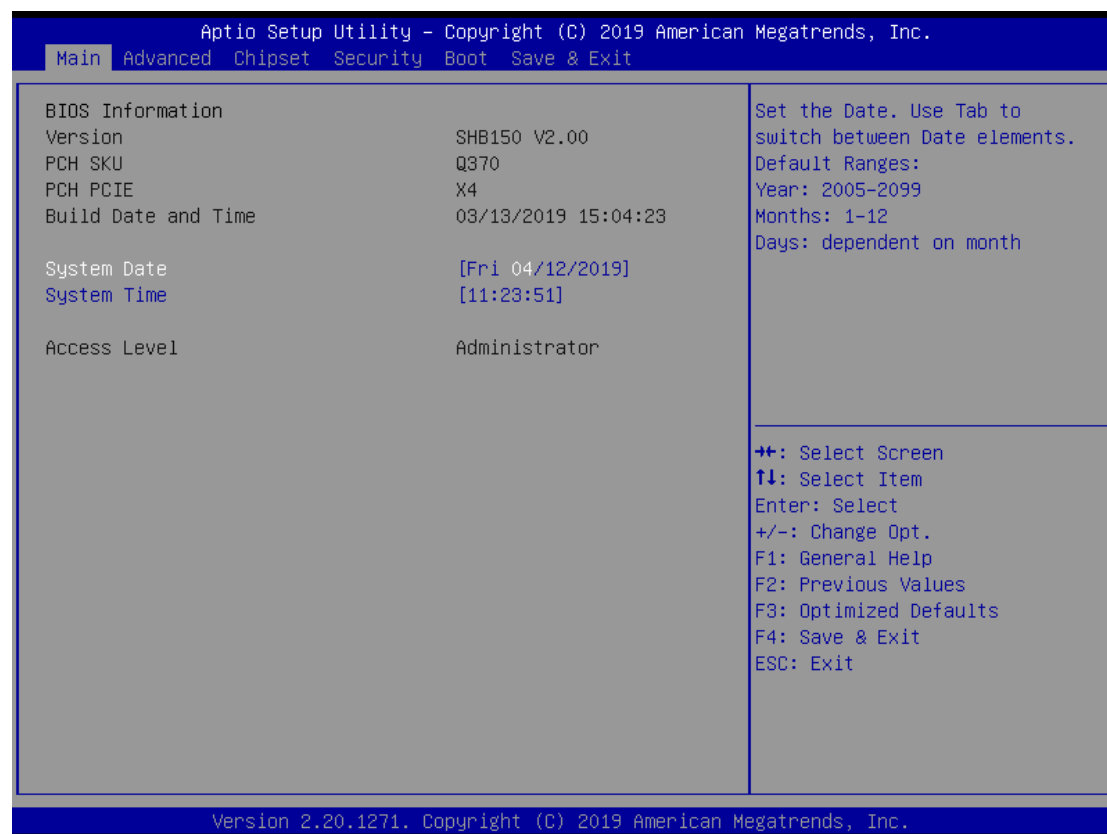 Aptio Setup Utility – Copyright (C) 2019 American Megatrends, Inc.
Main Advanced Chipset Security Boot Save & Exit
BIOS Information
Version SHB150 V2.00
PCH SKU Q370
PCH PCIE X4
Build Date and Time 03/13/2019 15:04:23
System Date [Fri 04/12/2019]
System Time [11:23:51]
Access Level Administrator
Set the Date. Use Tab to
switch between Date elements.
Default Ranges:
Year: 2005-2099
Months: 1-12
Days: dependent on month
→←: Select Screen
↑↓: Select Item
Enter: Select
+/-: Change Opt.
F1: General Help
F2: Previous Values
F3: Optimized Defaults
F4: Save & Exit
ESC: Exit
Version 2.20.1271. Copyright (C) 2019 American Megatrends, Inc.